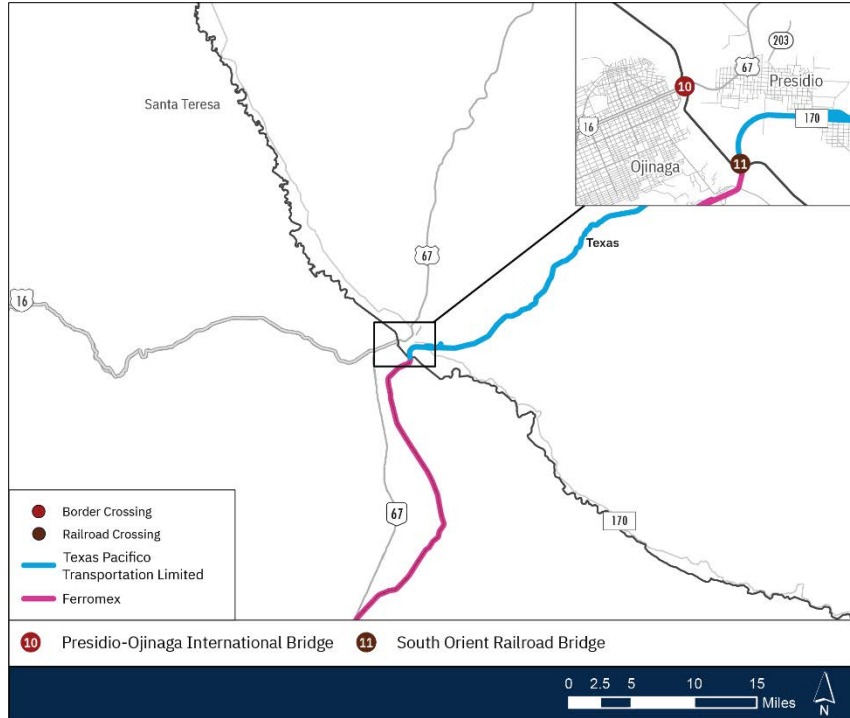 203
67
Presidio
10
16
170
Ojinaga
11
Santa Teresa
67
Texas
16
67
170
Border Crossing
Railroad Crossing
Texas Pacifico
Transportation Limited
Ferromex
10 Presidio-Ojinaga International Bridge 11 South Orient Railroad Bridge
0 2.5 5 10 15
Miles
N